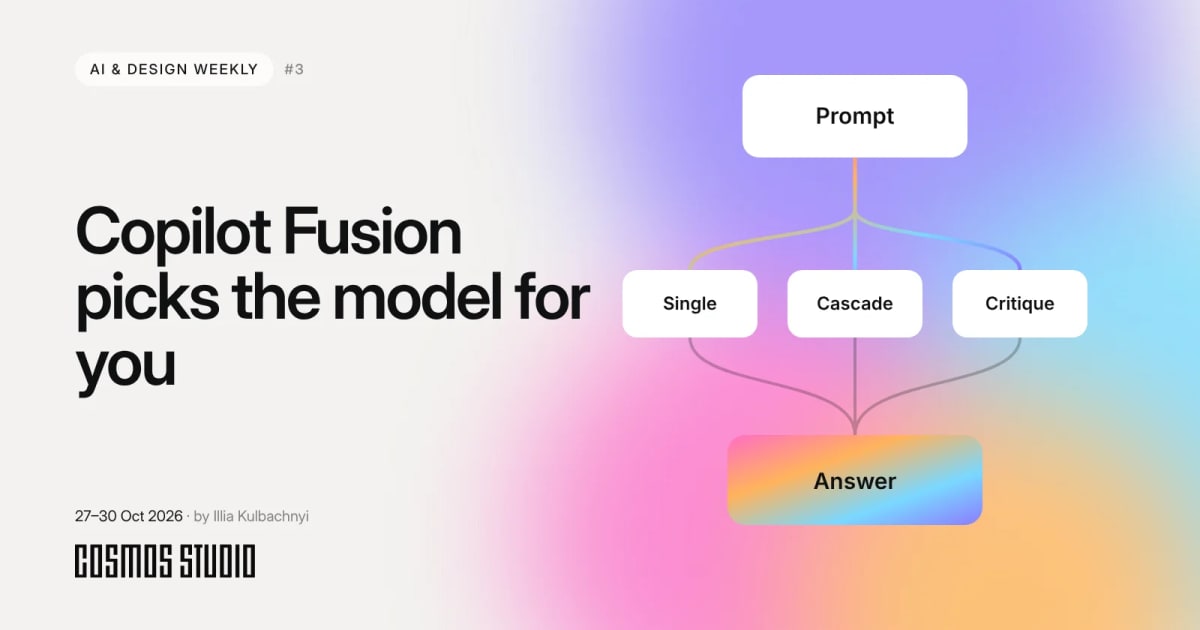 AI & DESIGN WEEKLY #3
Copilot Fusion
picks the model for
you
27–30 Oct 2026 · by Illia Kulbachnyi
COSMOS STUDIO
Prompt
Single
Cascade
Critique
Answer